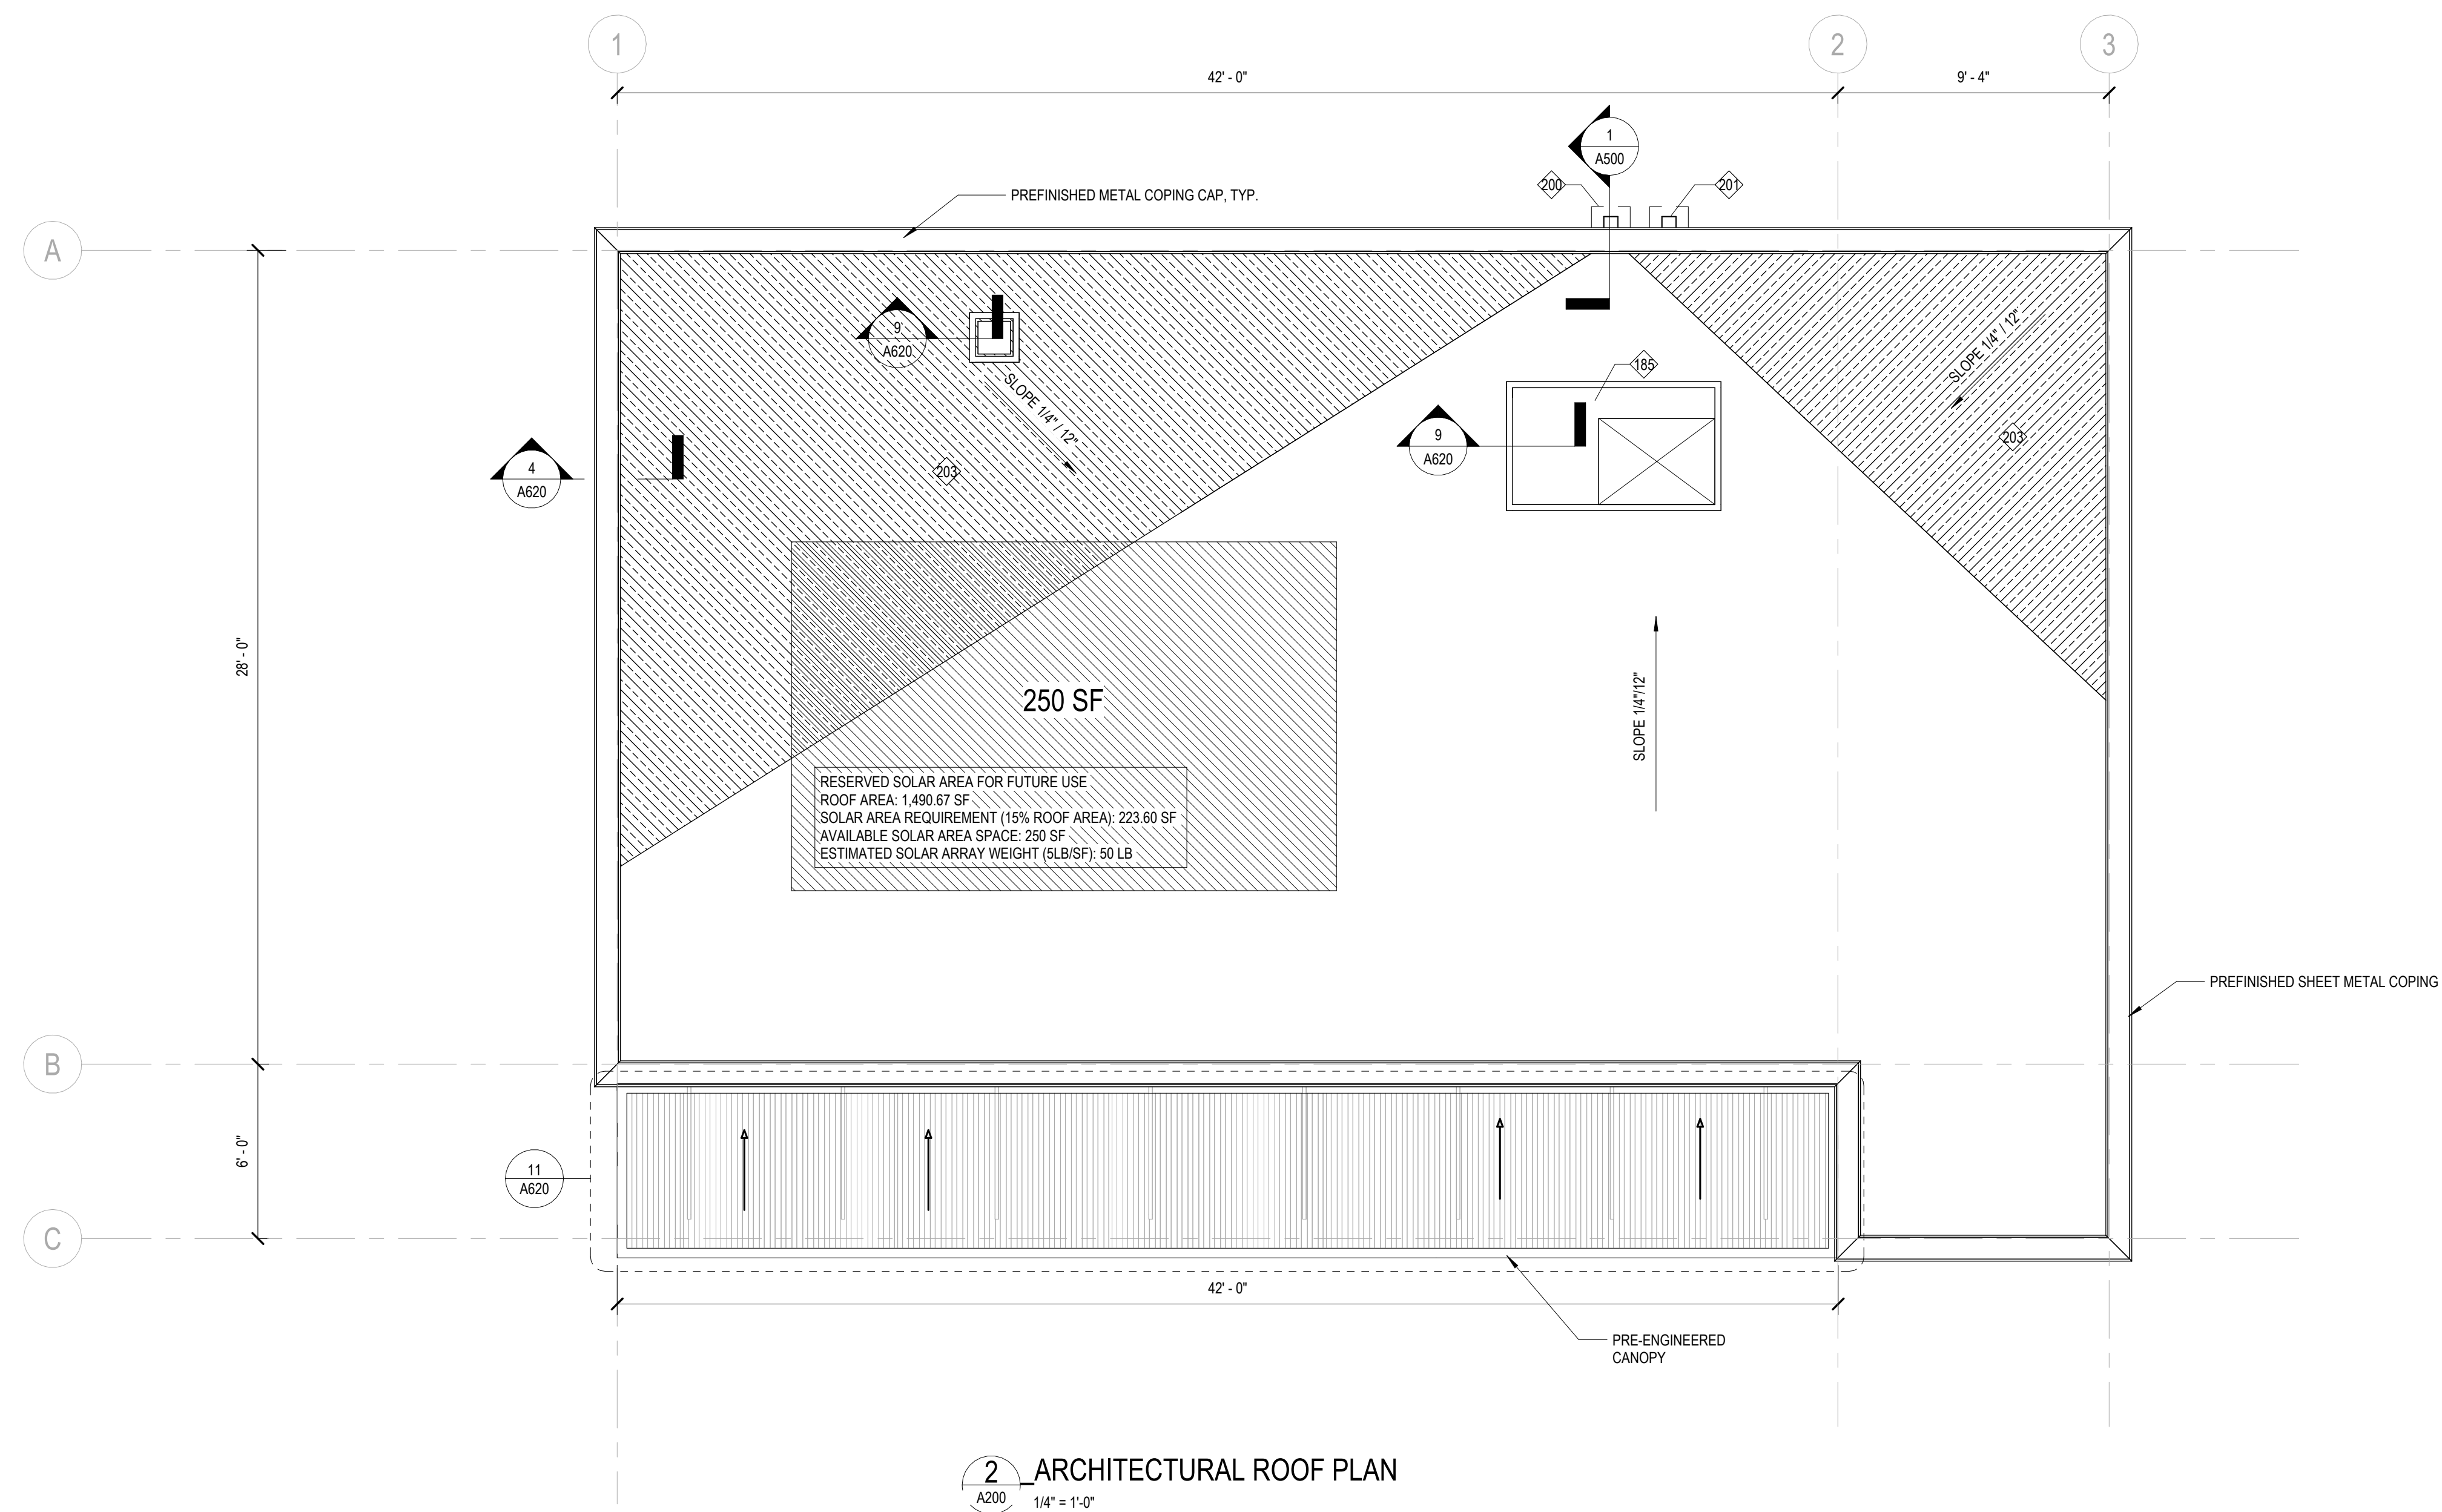 1
2
3
42' - 0"
9' - 4"
1
A500
200
201
PREFINISHED METAL COPING CAP, TYP.
A
9
A620
SLOPE 1/4" / 12"
SLOPE 1/4" / 12"
185
203
203
9
A620
4
A620
28' - 0"
250 SF
SLOPE 1/4"/12"
RESERVED SOLAR AREA FOR FUTURE USE
ROOF AREA: 1,490.67 SF
SOLAR AREA REQUIREMENT (15% ROOF AREA): 223.60 SF
AVAILABLE SOLAR AREA SPACE: 250 SF
ESTIMATED SOLAR ARRAY WEIGHT (5LB/SF): 50 LB
PREFINISHED SHEET METAL COPING
B
6' - 0"
11
A620
C
42' - 0"
PRE-ENGINEERED
CANOPY
2
A200
ARCHITECTURAL ROOF PLAN
1/4" = 1'-0"